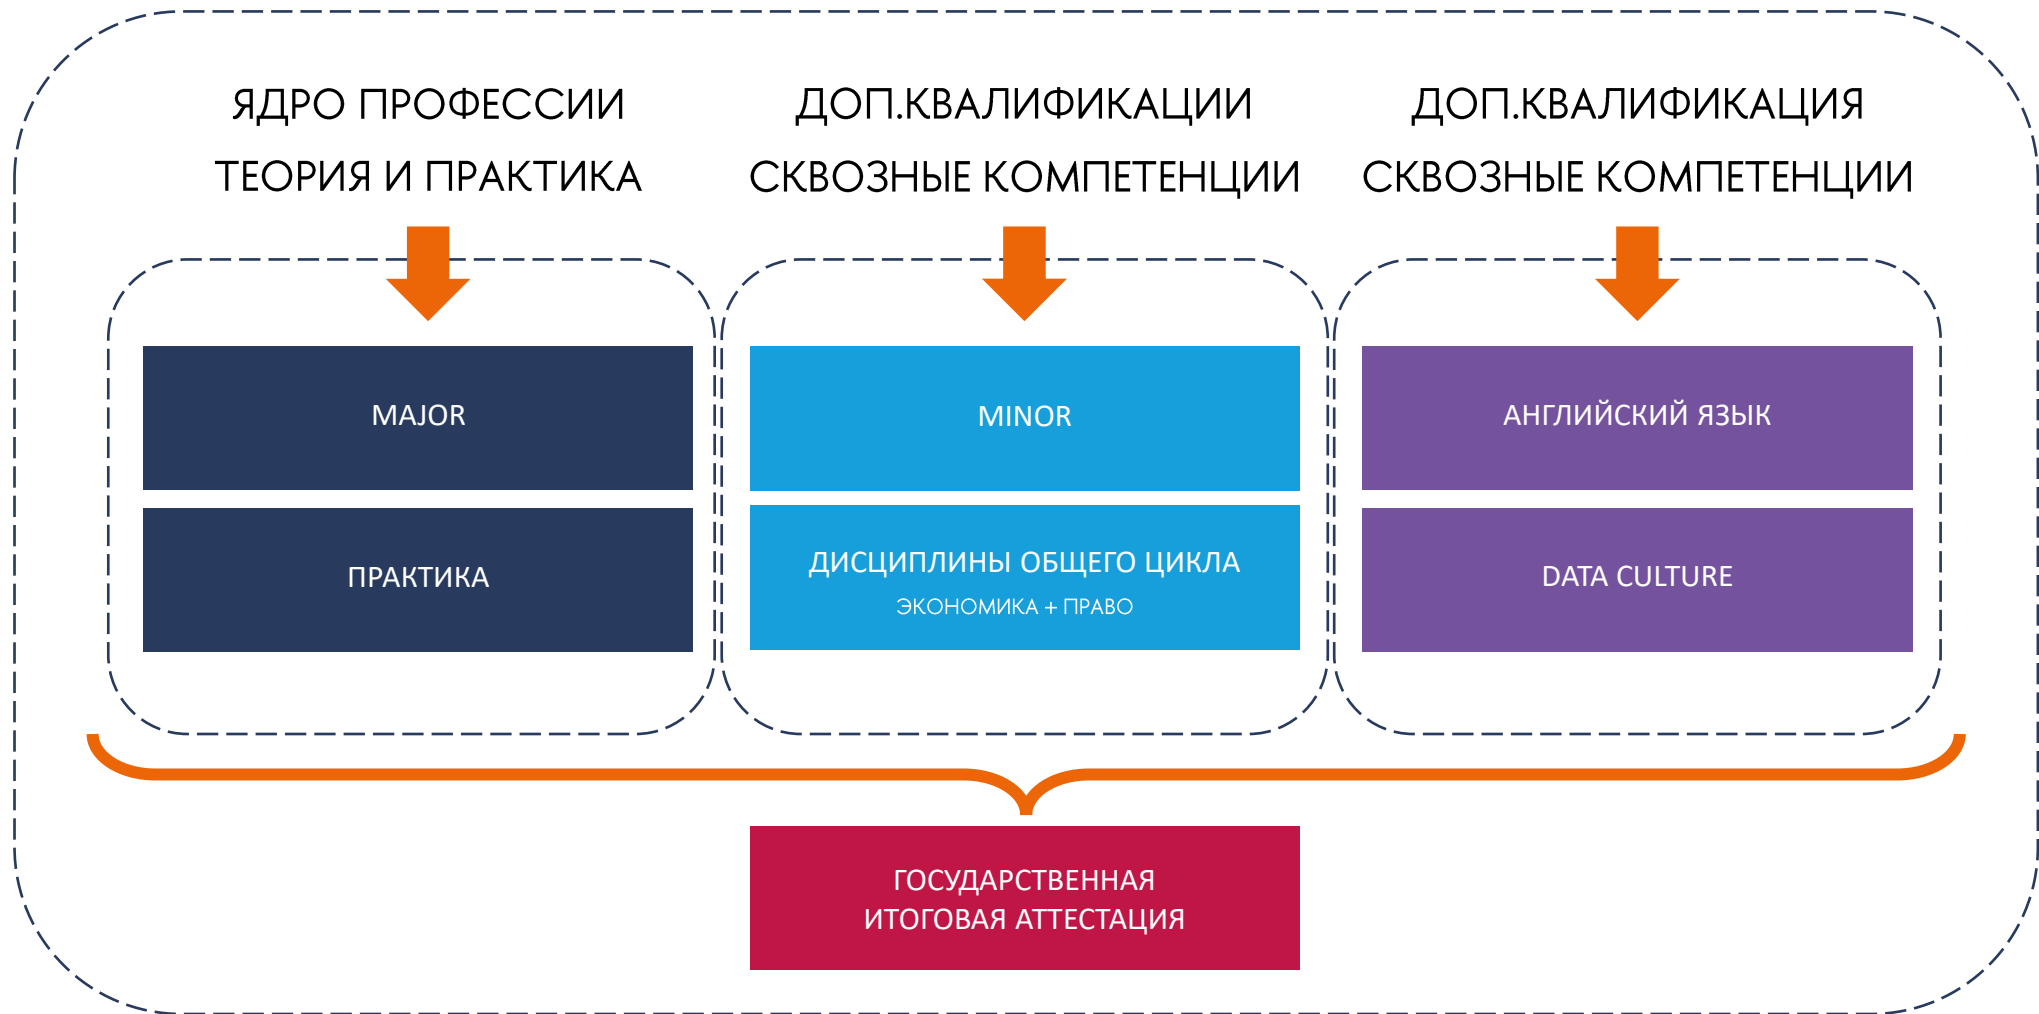 ЯДРО ПРОФЕССИИ
ТЕОРИЯ И ПРАКТИКА
ДОП.КВАЛИФИКАЦИИ
СКВОЗНЫЕ КОМПЕТЕНЦИИ
ДОП.КВАЛИФИКАЦИЯ
СКВОЗНЫЕ КОМПЕТЕНЦИИ
MAJOR
ПРАКТИКА
MINOR
ДИСЦИПЛИНЫ ОБЩЕГО ЦИКЛА
ЭКОНОМИКА + ПРАВО
АНГЛИЙСКИЙ ЯЗЫК
DATA CULTURE
ГОСУДАРСТВЕННАЯ
ИТОГОВАЯ АТТЕСТАЦИЯ